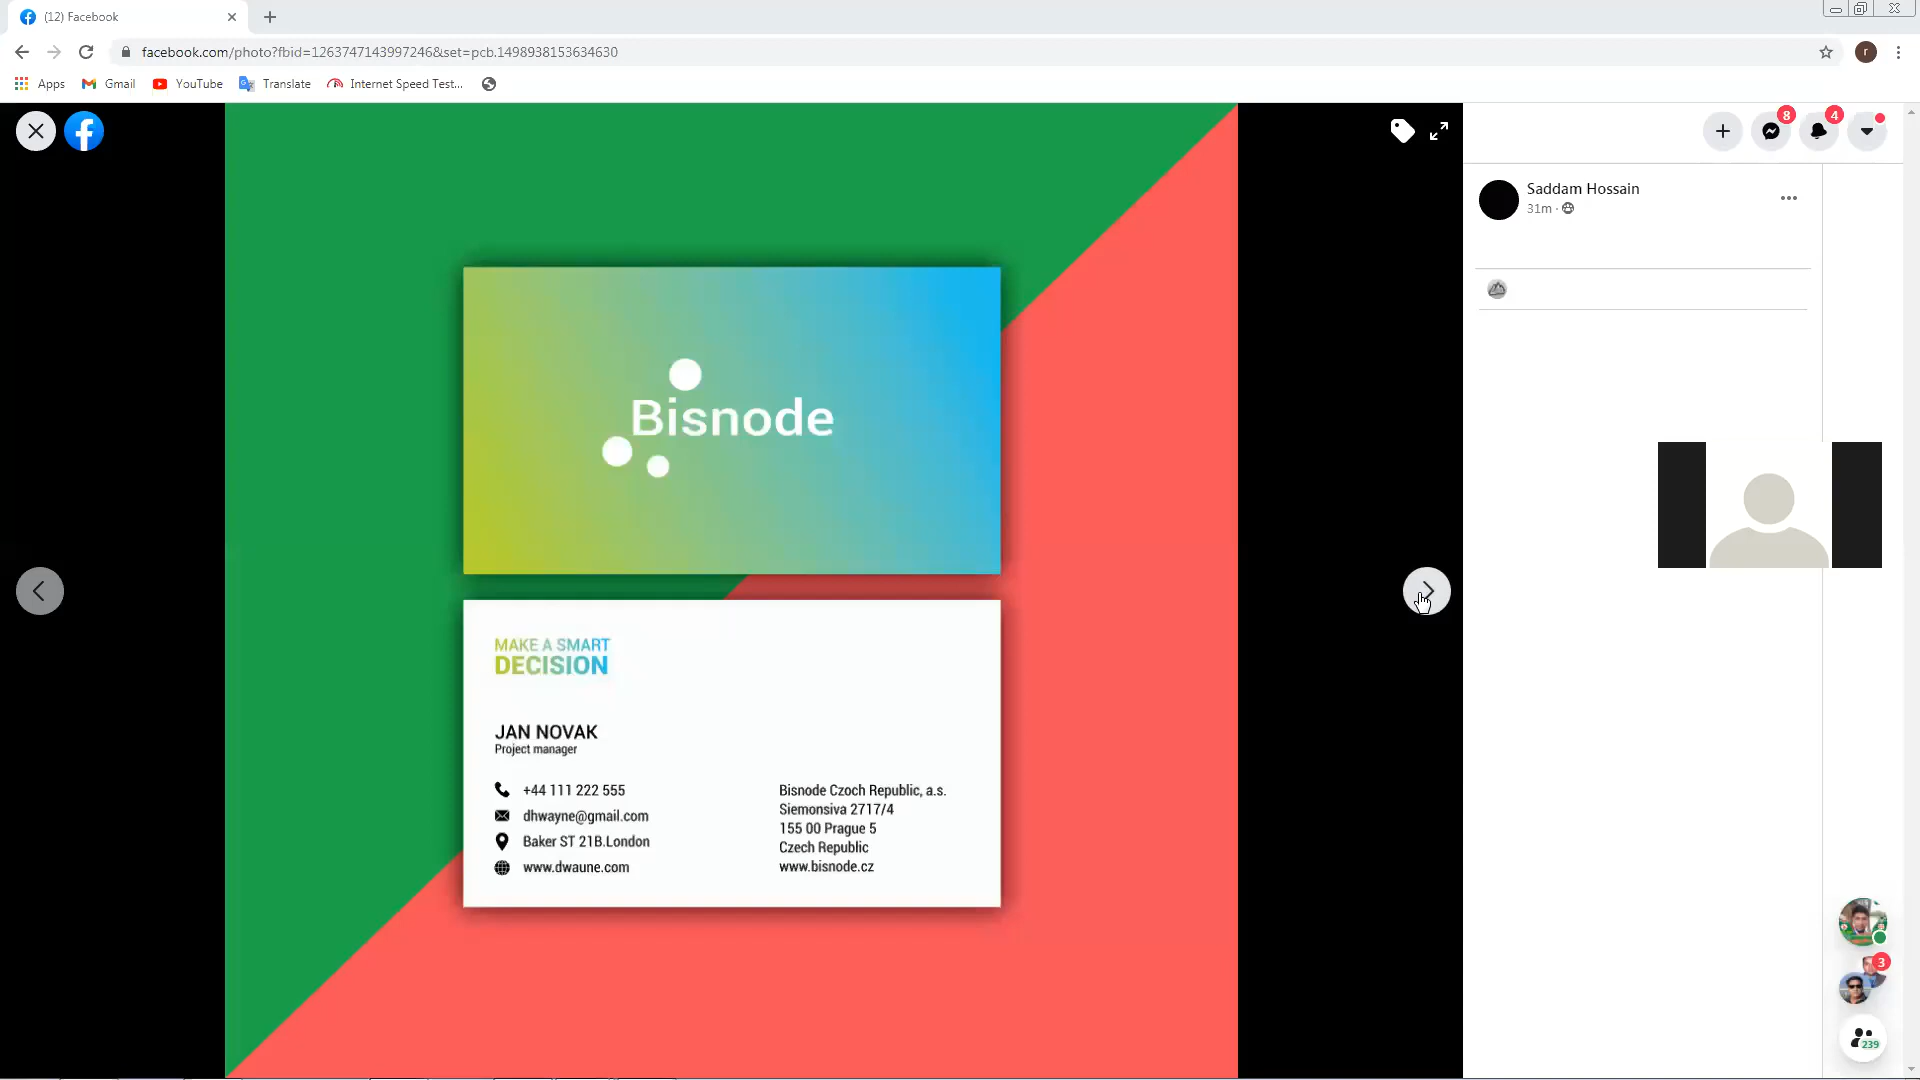 (12) Facebook
facebook.com/photo?fbid=1263747143997246&set=pcb.1498938153634630
r
Apps
Gmail
YouTube
Translate
Internet Speed Test...
8
4
Saddam Hossain
31m ·
Bisnode
MAKE A SMART
DECISION
JAN NOVAK
Project manager
+44 111 222 555
dhwayne@gmail.com
Baker ST 21B.London
www.dwaune.com
Bisnode Czoch Republic, a.s.
Siemonsiva 2717/4
155 00 Prague 5
Czech Republic
www.bisnode.cz
3
239